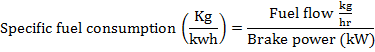 Specific fuel consumption (Kg/kwh) = Fuel flow kg/hr / Brake power (kW)